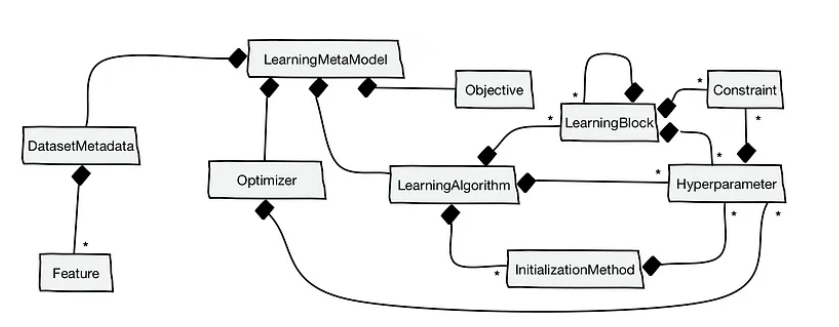 LearningMetaModel
Objective
*
Constraint
*
LearningBlock
*
*
DatasetMetadata
*
Optimizer
LearningAlgorithm
*
Hyperparameter
*
*
*
Feature
*
InitializationMethod